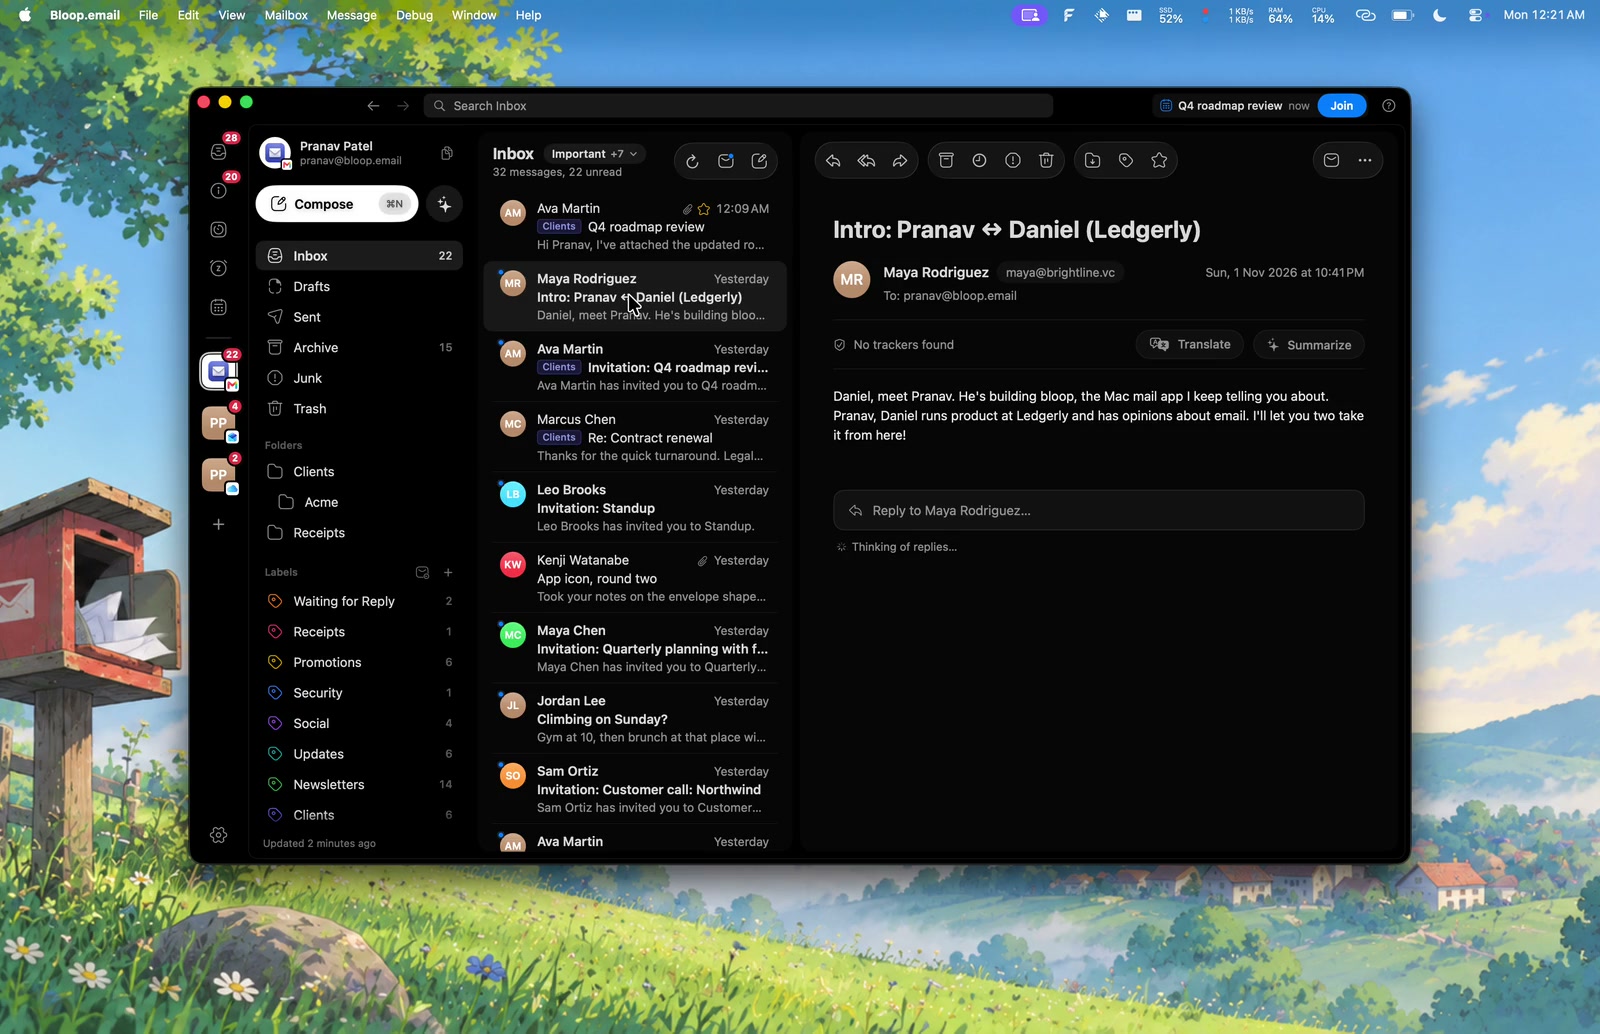 Bloop.email File Edit View Mailbox Message Debug Window Help
SSD 52%
1 KB/s
1 KB/s
RAM 64%
CPU 14%
Mon 12:21 AM
Search Inbox
Q4 roadmap review now
Join
28
20
22
PP 4
PP 2
Pranav Patel
pranav@bloop.email
Compose ⌘N
Inbox 22
Drafts
Sent
Archive 15
Junk
Trash
Folders
Clients
Acme
Receipts
Labels
Waiting for Reply 2
Receipts 1
Promotions 6
Security 1
Social 4
Updates 6
Newsletters 14
Clients 6
Updated 2 minutes ago
Inbox Important +7
32 messages, 22 unread
AM
Ava Martin 12:09 AM
Clients Q4 roadmap review
Hi Pranav, I've attached the updated ro...
MR
Maya Rodriguez Yesterday
Intro: Pranav ↔ Daniel (Ledgerly)
Daniel, meet Pranav. He's building bloo...
AM
Ava Martin Yesterday
Clients Invitation: Q4 roadmap revi...
Ava Martin has invited you to Q4 roadm...
MC
Marcus Chen Yesterday
Clients Re: Contract renewal
Thanks for the quick turnaround. Legal...
LB
Leo Brooks Yesterday
Invitation: Standup
Leo Brooks has invited you to Standup.
KW
Kenji Watanabe Yesterday
App icon, round two
Took your notes on the envelope shape...
MC
Maya Chen Yesterday
Invitation: Quarterly planning with f...
Maya Chen has invited you to Quarterly...
JL
Jordan Lee Yesterday
Climbing on Sunday?
Gym at 10, then brunch at that place wi...
SO
Sam Ortiz Yesterday
Invitation: Customer call: Northwind
Sam Ortiz has invited you to Customer...
AM
Ava Martin Yesterday
Intro: Pranav ↔ Daniel (Ledgerly)
MR
Maya Rodriguez maya@brightline.vc Sun, 1 Nov 2026 at 10:41 PM
To: pranav@bloop.email
No trackers found
Translate
Summarize
Daniel, meet Pranav. He's building bloop, the Mac mail app I keep telling you about.
Pranav, Daniel runs product at Ledgerly and has opinions about email. I'll let you two take
it from here!
Reply to Maya Rodriguez...
Thinking of replies...